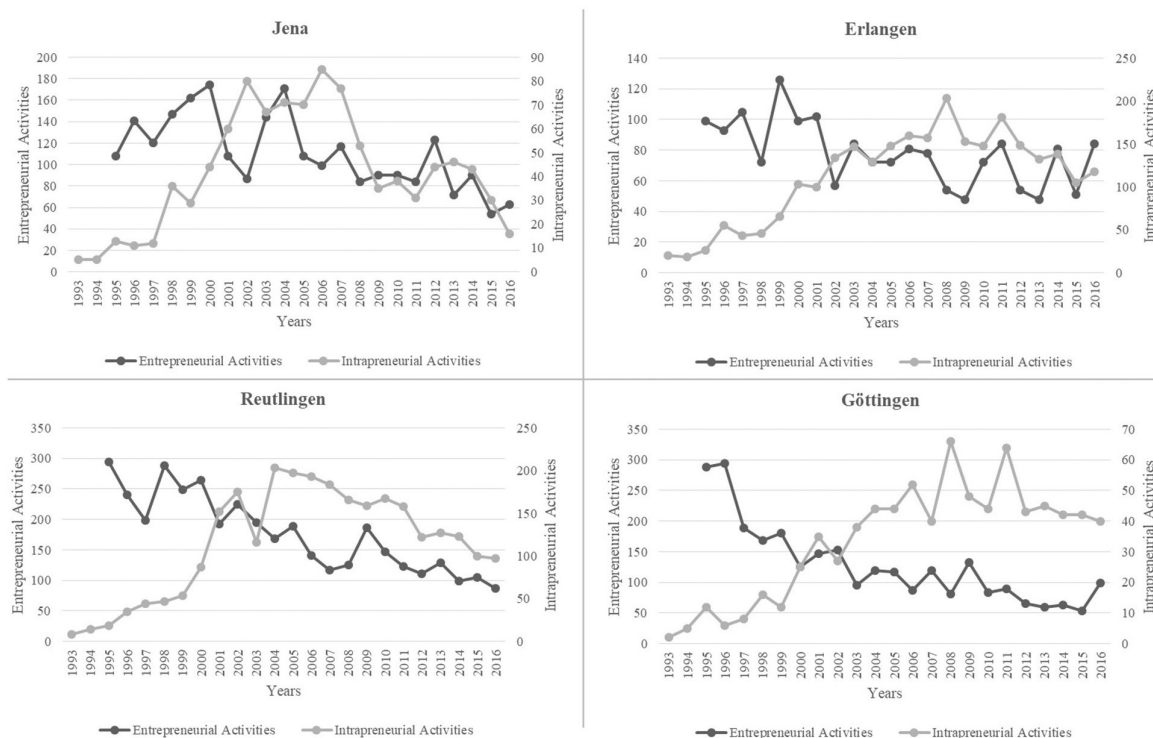 Jena
Entrepreneurial Activities
200
180
160
140
120
100
80
60
40
20
0
90
80
70
60
50
40
30
20
10
0
Intrapreneurial Activities
1993 1994 1995 1996 1997 1998 1999 2000 2001 2002 2003 2004 2005 2006 2007 2008 2009 2010 2011 2012 2013 2014 2015 2016
Years
Entrepreneurial Activities Intrapreneurial Activities
Erlangen
Entrepreneurial Activities
140
120
100
80
60
40
20
0
250
200
150
100
50
0
Intrapreneurial Activities
1993 1994 1995 1996 1997 1998 1999 2000 2001 2002 2003 2004 2005 2006 2007 2008 2009 2010 2011 2012 2013 2014 2015 2016
Years
Entrepreneurial Activities Intrapreneurial Activities
Reutlingen
Entrepreneurial Activities
350
300
250
200
150
100
50
0
250
200
150
100
50
0
Intrapreneurial Activities
1993 1994 1995 1996 1997 1998 1999 2000 2001 2002 2003 2004 2005 2006 2007 2008 2009 2010 2011 2012 2013 2014 2015 2016
Years
Entrepreneurial Activities Intrapreneurial Activities
Göttingen
Entrepreneurial Activities
350
300
250
200
150
100
50
0
70
60
50
40
30
20
10
0
Intrapreneurial Activities
1993 1994 1995 1996 1997 1998 1999 2000 2001 2002 2003 2004 2005 2006 2007 2008 2009 2010 2011 2012 2013 2014 2015 2016
Years
Entrepreneurial Activities Intrapreneurial Activities